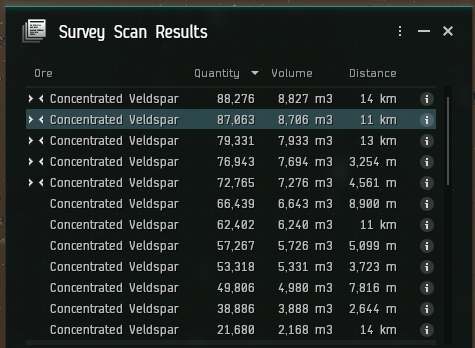 Survey Scan Results
Ore Quantity Volume Distance
Concentrated Veldspar 88,276 8,827 m3 14 km
Concentrated Veldspar 87,063 8,706 m3 11 km
Concentrated Veldspar 79,331 7,933 m3 13 km
Concentrated Veldspar 76,943 7,694 m3 3,254 m
Concentrated Veldspar 72,765 7,276 m3 4,561 m
Concentrated Veldspar 66,439 6,643 m3 8,900 m
Concentrated Veldspar 62,402 6,240 m3 11 km
Concentrated Veldspar 57,267 5,726 m3 5,099 m
Concentrated Veldspar 53,318 5,331 m3 3,723 m
Concentrated Veldspar 49,806 4,980 m3 7,816 m
Concentrated Veldspar 38,886 3,888 m3 2,644 m
Concentrated Veldspar 21,680 2,168 m3 14 km